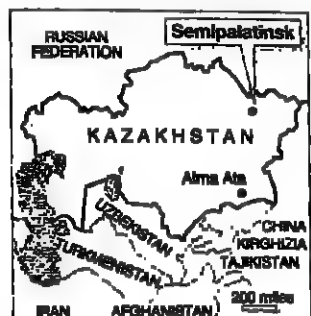 RUSSIAN
FEDERATION
Semipalatinsk
KAZAKHSTAN
Alma Ata
UZBEKISTAN
CHINA
KIRGHIZIA
TURKMENISTAN
TAJIKISTAN
200 miles
IRAN
AFGHANISTAN